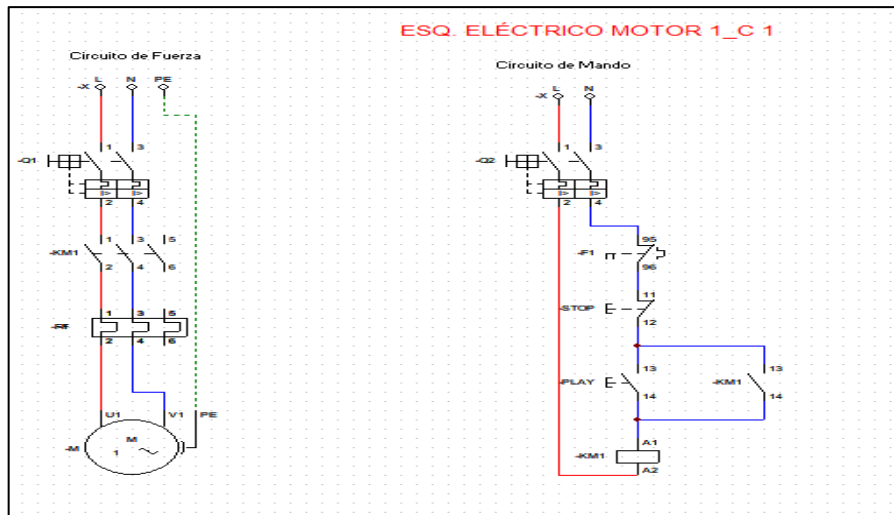 ESQ. ELÉCTRICO MOTOR 1_C 1
Circuito de Fuerza
L N PE
-X
1 3
-Q1
I> I>
2 4
1 3 5
-KM1
2 4 6
1 3 5
2 4 6
U1 V1 PE
-M
M
1
Circuito de Mando
L N
-X
1 3
-Q2
I> I>
2 4
95
-F1
96
11
-STOP
12
13 13
-PLAY -KM1
14 14
A1
-KM1
A2